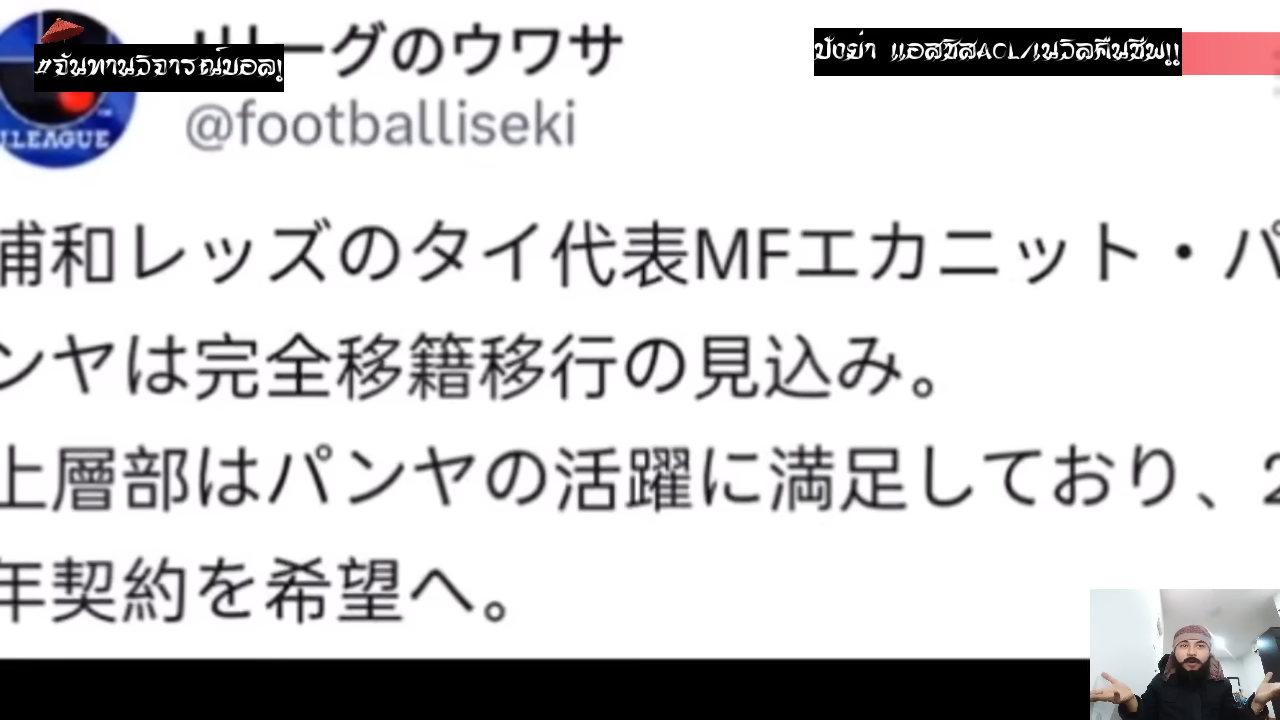 Jリーグのウワサ
#จันทานวิจารณ์บอล!
ปังย่า แอสซิสACL/เนวิลคืนชีพ!!
@footballiseki
J.LEAGUE
浦和レッズのタイ代表MFエカニット・パ
ンヤは完全移籍移行の見込み。
上層部はパンヤの活躍に満足しており、2
年契約を希望へ。